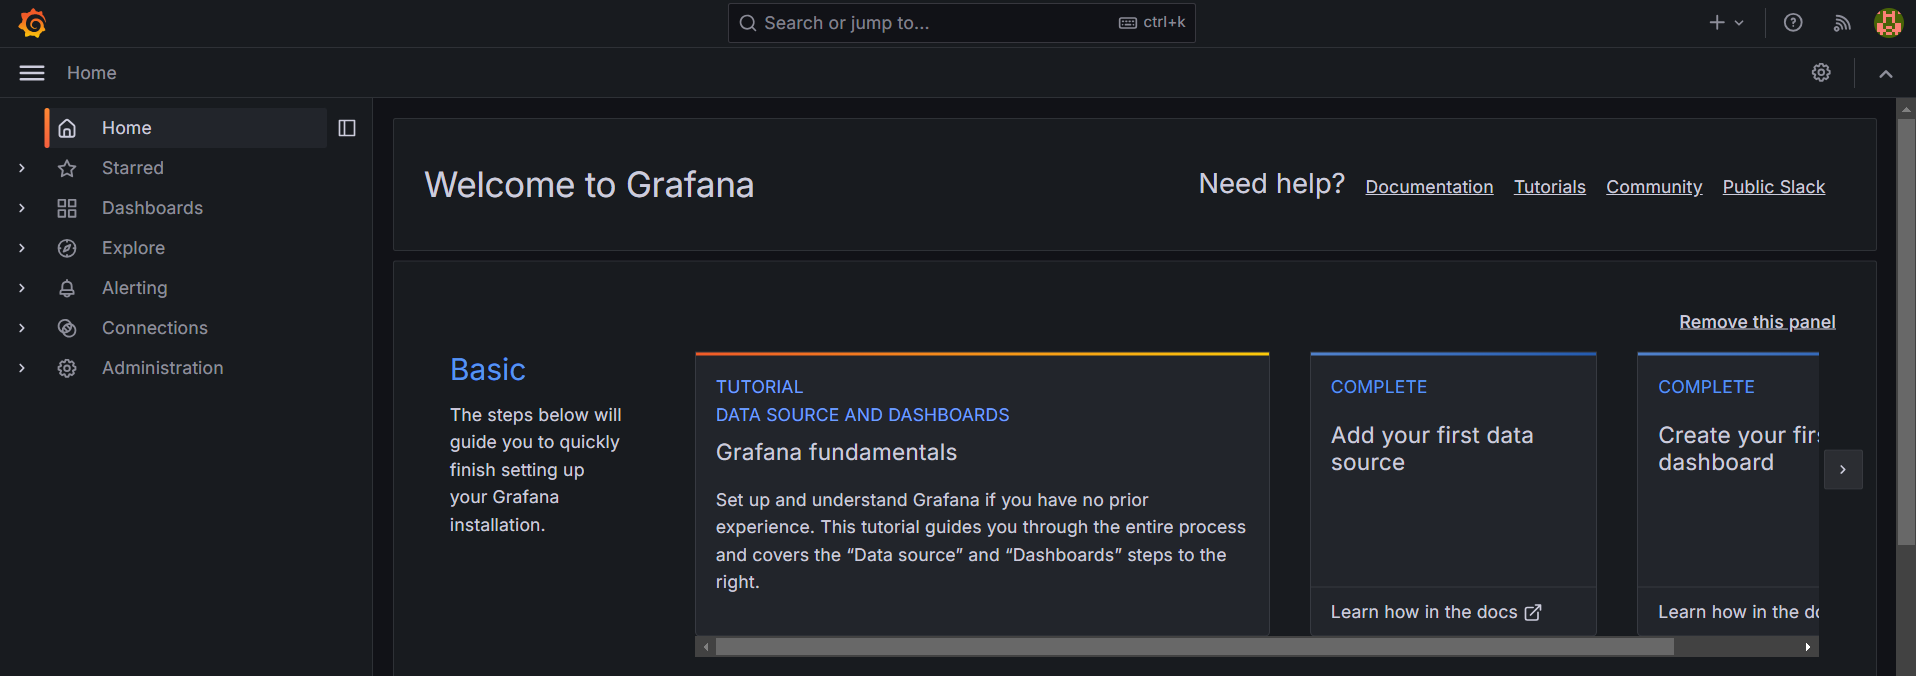 Search or jump to... ctrl+k
Home
Home
Starred
Dashboards
Explore
Alerting
Connections
Administration
Welcome to Grafana
Need help? Documentation Tutorials Community Public Slack
Remove this panel
Basic
The steps below will
guide you to quickly
finish setting up
your Grafana
installation.
TUTORIAL
DATA SOURCE AND DASHBOARDS
Grafana fundamentals
Set up and understand Grafana if you have no prior
experience. This tutorial guides you through the entire process
and covers the “Data source” and “Dashboards” steps to the
right.
COMPLETE
Add your first data
source
Learn how in the docs
COMPLETE
Create your
dashboard
Learn how in the